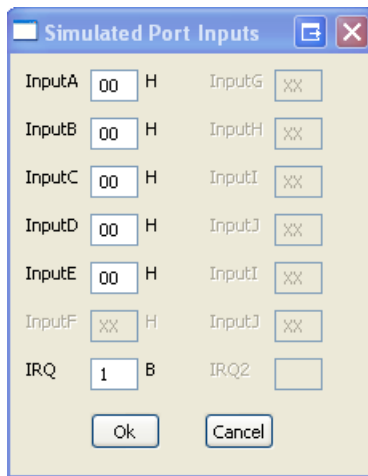 Simulated Port Inputs
InputA 00 H InputG XX
InputB 00 H InputH XX
InputC 00 H InputI XX
InputD 00 H InputJ XX
InputE 00 H InputI XX
InputF XX H InputJ XX
IRQ 1 B IRQ2
Ok Cancel